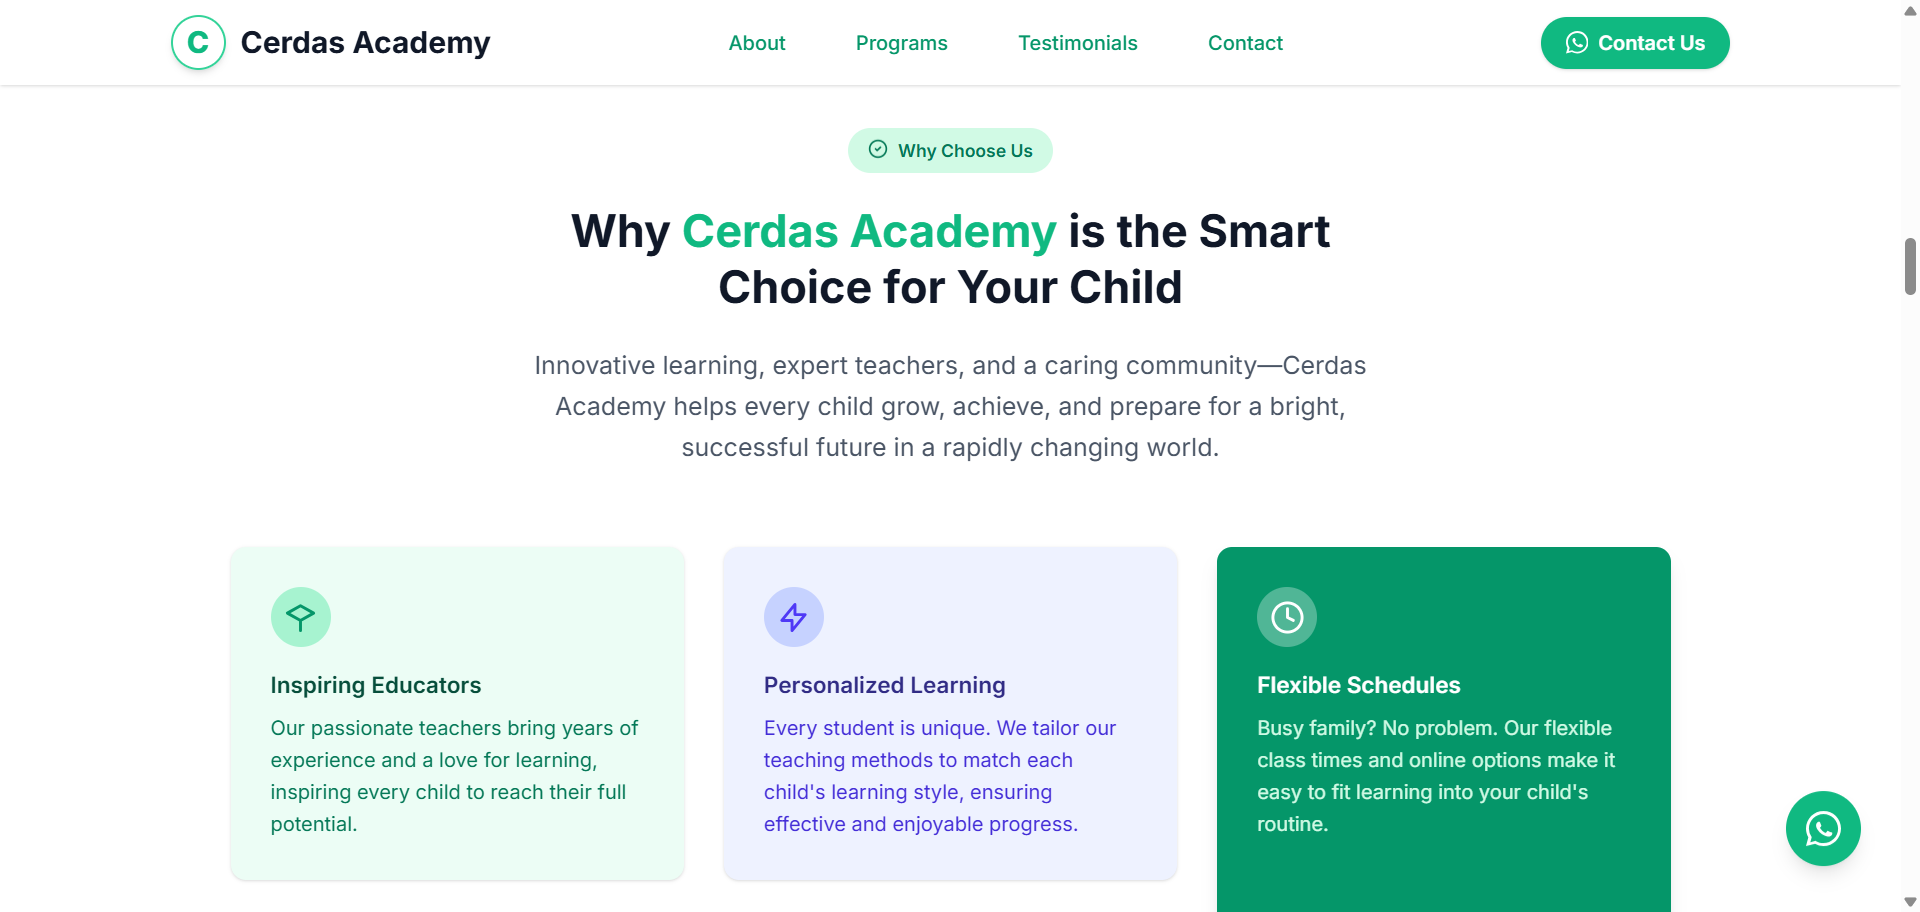 C Cerdas Academy
About
Programs
Testimonials
Contact
Contact Us
Why Choose Us
Why Cerdas Academy is the Smart
Choice for Your Child
Innovative learning, expert teachers, and a caring community—Cerdas
Academy helps every child grow, achieve, and prepare for a bright,
successful future in a rapidly changing world.
Inspiring Educators
Our passionate teachers bring years of
experience and a love for learning,
inspiring every child to reach their full
potential.
Personalized Learning
Every student is unique. We tailor our
teaching methods to match each
child's learning style, ensuring
effective and enjoyable progress.
Flexible Schedules
Busy family? No problem. Our flexible
class times and online options make it
easy to fit learning into your child's
routine.